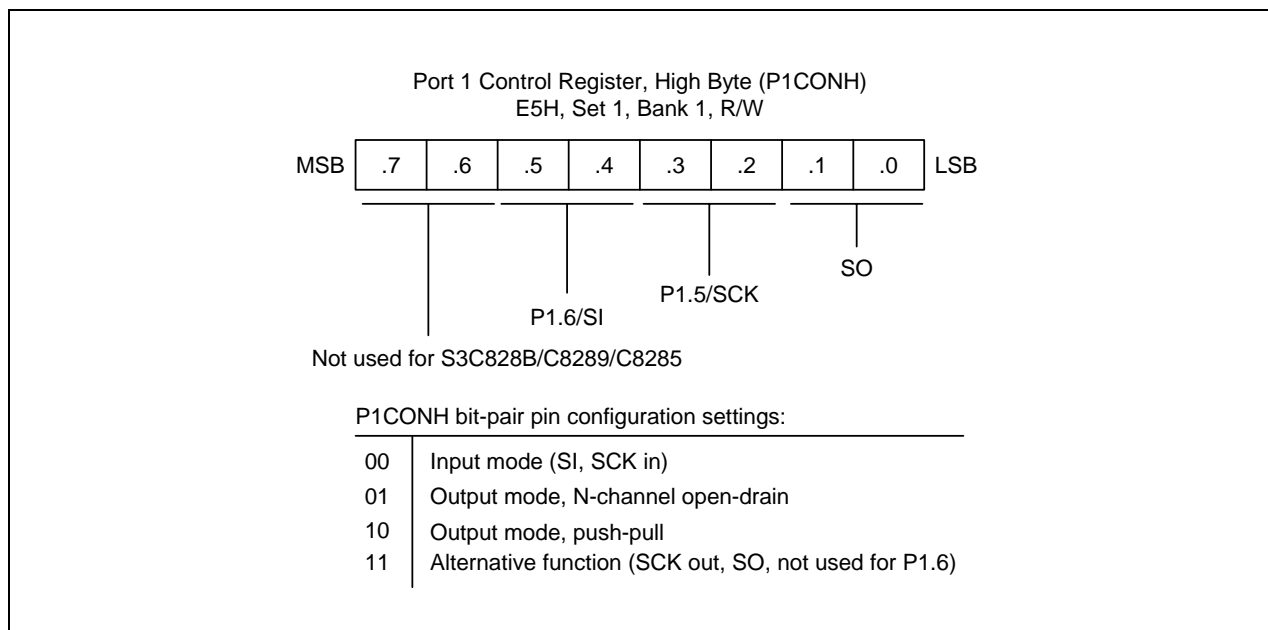 Port 1 Control Register, High Byte (P1CONH)
E5H, Set 1, Bank 1, R/W
MSB .7 .6 .5 .4 .3 .2 .1 .0 LSB
SO
P1.5/SCK
P1.6/SI
Not used for S3C828B/C8289/C8285
P1CONH bit-pair pin configuration settings:
00 Input mode (SI, SCK in)
01 Output mode, N-channel open-drain
10 Output mode, push-pull
11 Alternative function (SCK out, SO, not used for P1.6)